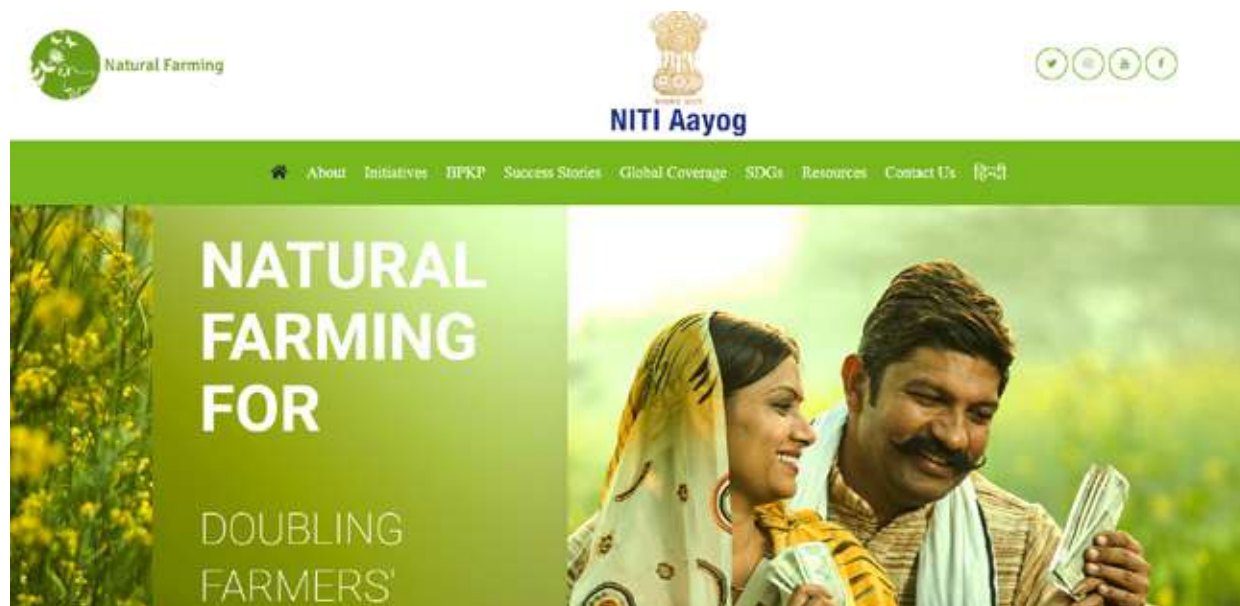 Natural Farming
NITI Aayog
About Initiatives BPKP Success Stories Global Coverage SDGs Resources Contact Us हिन्दी
NATURAL
FARMING
FOR
DOUBLING
FARMERS'